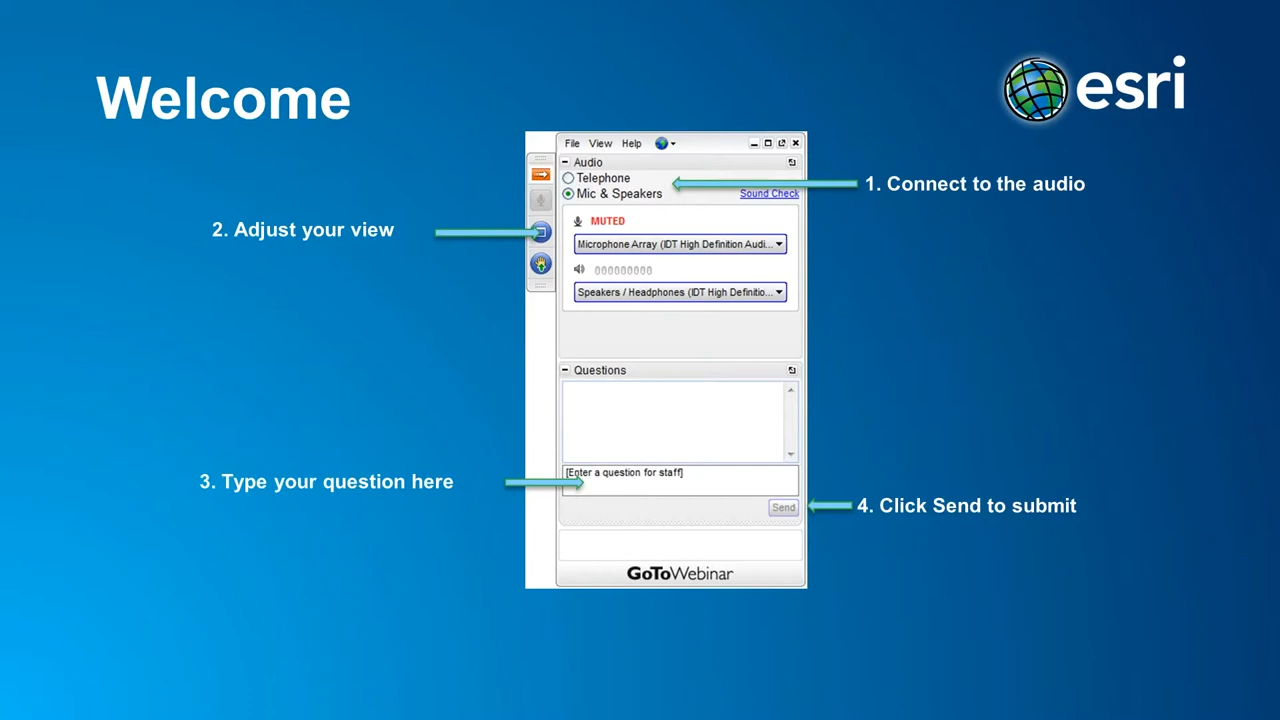 Welcome
esri
File View Help
Audio
Telephone
1. Connect to the audio
Mic & Speakers
Sound Check
MUTED
2. Adjust your view
Microphone Array (IDT High Definition Audi...
000000000
Speakers / Headphones (IDT High Definitio...
Questions
[Enter a question for staff]
3. Type your question here
Send
4. Click Send to submit
GoToWebinar